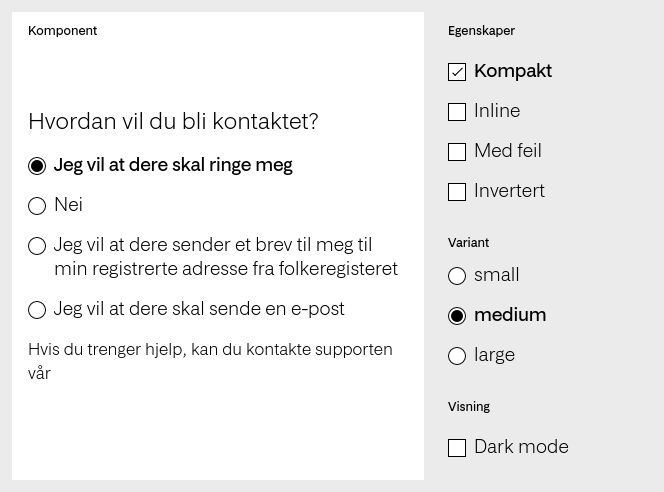 Komponent
Hvordan vil du bli kontaktet?
Jeg vil at dere skal ringe meg
Nei
Jeg vil at dere sender et brev til meg til
min registrerte adresse fra folkeregisteret
Jeg vil at dere skal sende en e-post
Hvis du trenger hjelp, kan du kontakte supporten
vår
Egenskaper
Kompakt
Inline
Med feil
Invertert
Variant
small
medium
large
Visning
Dark mode